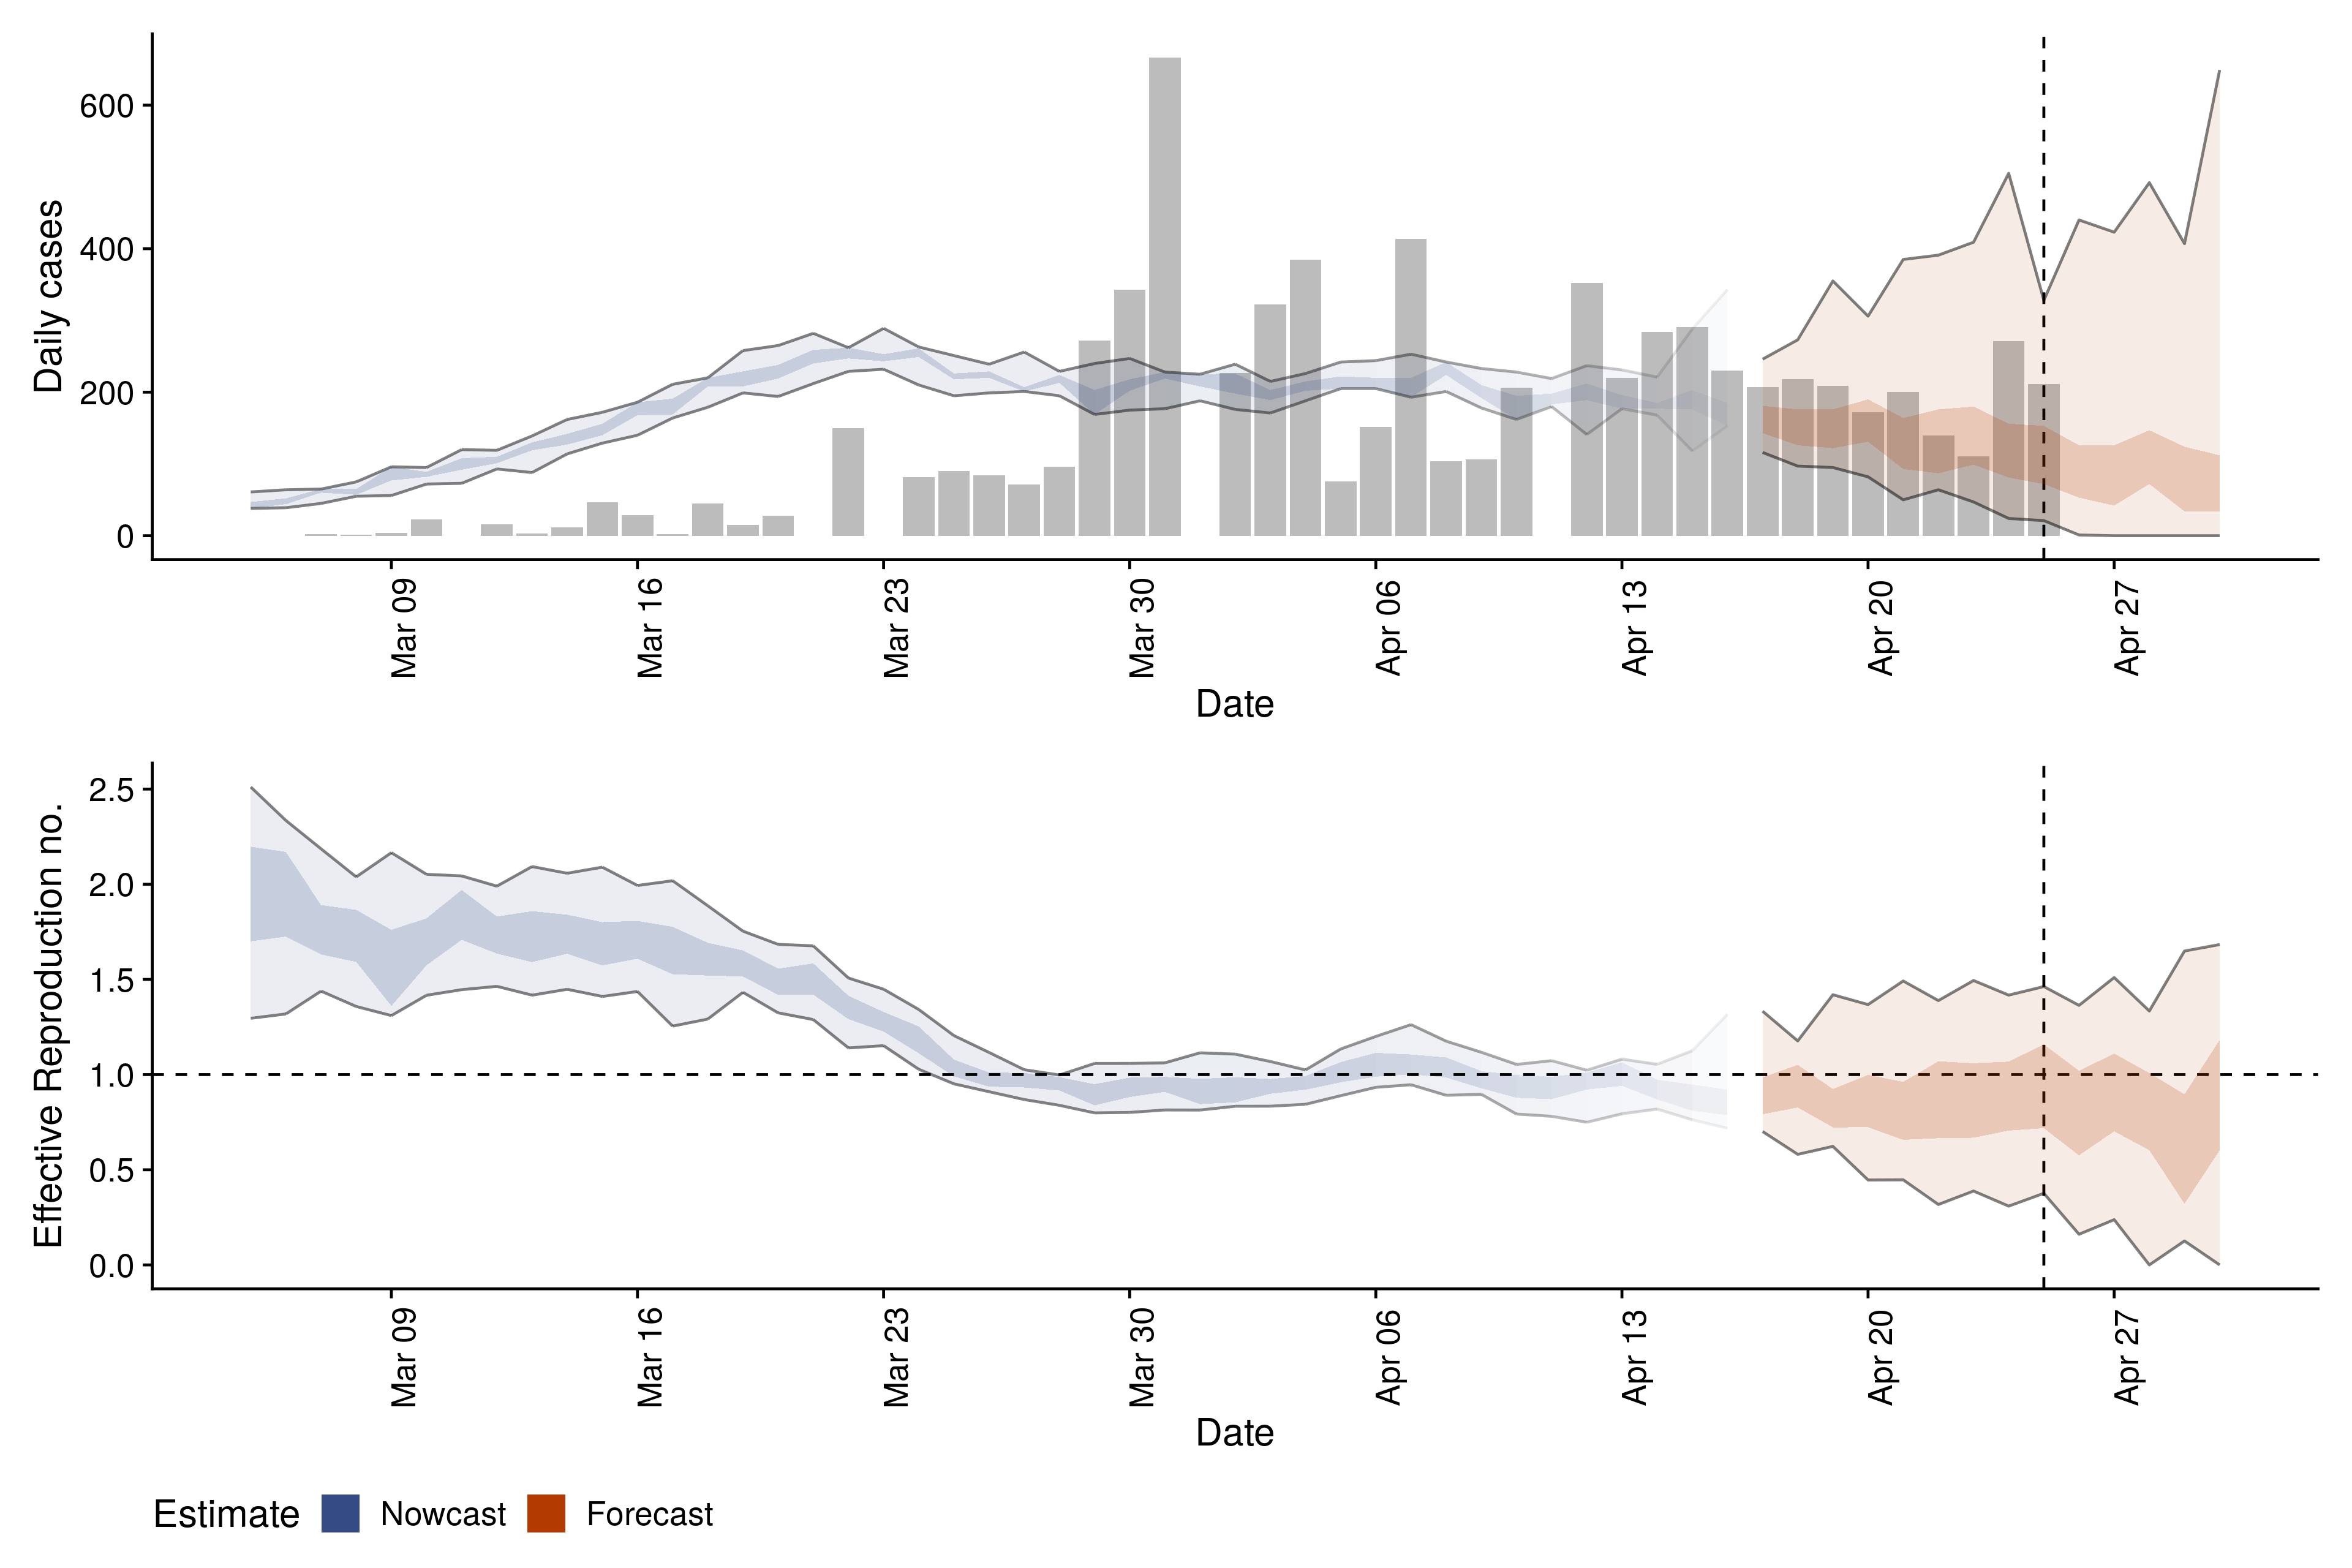 Daily cases
600
400
200
0
Mar 09
Mar 16
Mar 23
Mar 30
Apr 06
Apr 13
Apr 20
Apr 27
Date
Effective Reproduction no.
2.5
2.0
1.5
1.0
0.5
0.0
Mar 09
Mar 16
Mar 23
Mar 30
Apr 06
Apr 13
Apr 20
Apr 27
Date
Estimate Nowcast Forecast